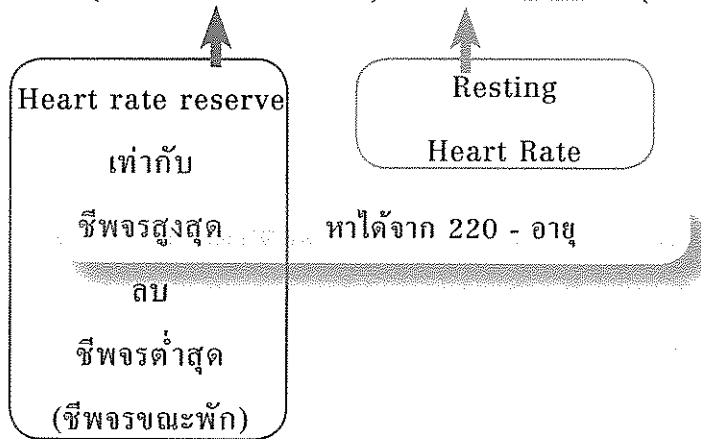 Heart rate reserve
Resting
Heart Rate
เท่ากับ
ชีพจรสูงสุด หาได้จาก 220 - อายุ
ลบ
ชีพจรต่ำสุด
(ชีพจรขณะพัก)